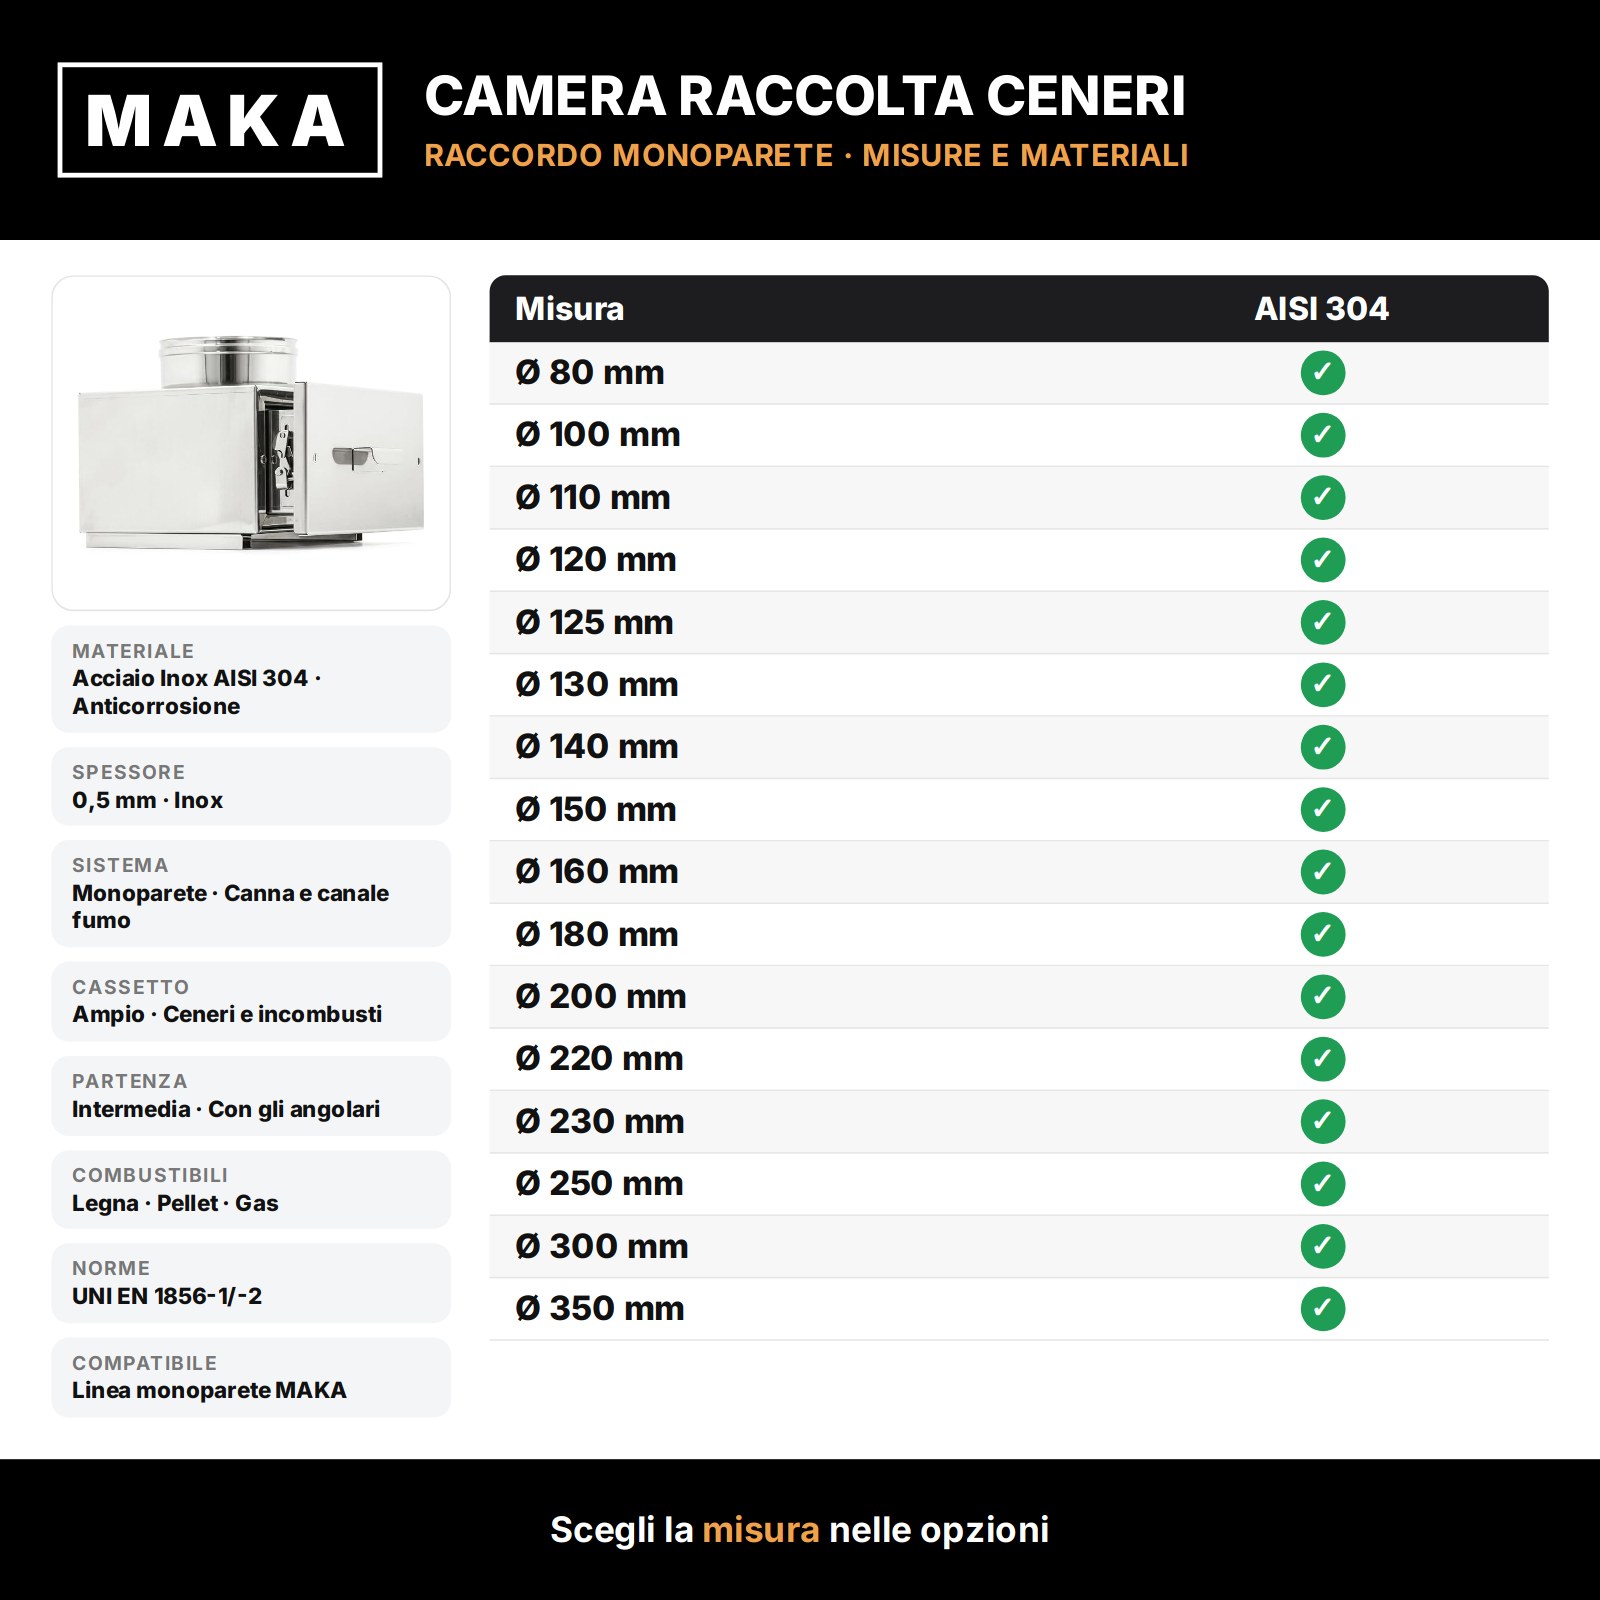 MAKA
CAMERA RACCOLTA CENERI
RACCORDO MONOPARETE · MISURE E MATERIALI
MATERIALE
Acciaio Inox AISI 304 ·
Anticorrosione
SPESSORE
0,5 mm · Inox
SISTEMA
Monoparete · Canna e canale
fumo
CASSETTO
Ampio · Ceneri e incombusti
PARTENZA
Intermedia · Con gli angolari
COMBUSTIBILI
Legna · Pellet · Gas
NORME
UNI EN 1856-1/-2
COMPATIBILE
Linea monoparete MAKA
Misura AISI 304
Ø 80 mm ✓
Ø 100 mm ✓
Ø 110 mm ✓
Ø 120 mm ✓
Ø 125 mm ✓
Ø 130 mm ✓
Ø 140 mm ✓
Ø 150 mm ✓
Ø 160 mm ✓
Ø 180 mm ✓
Ø 200 mm ✓
Ø 220 mm ✓
Ø 230 mm ✓
Ø 250 mm ✓
Ø 300 mm ✓
Ø 350 mm ✓
Scegli la misura nelle opzioni